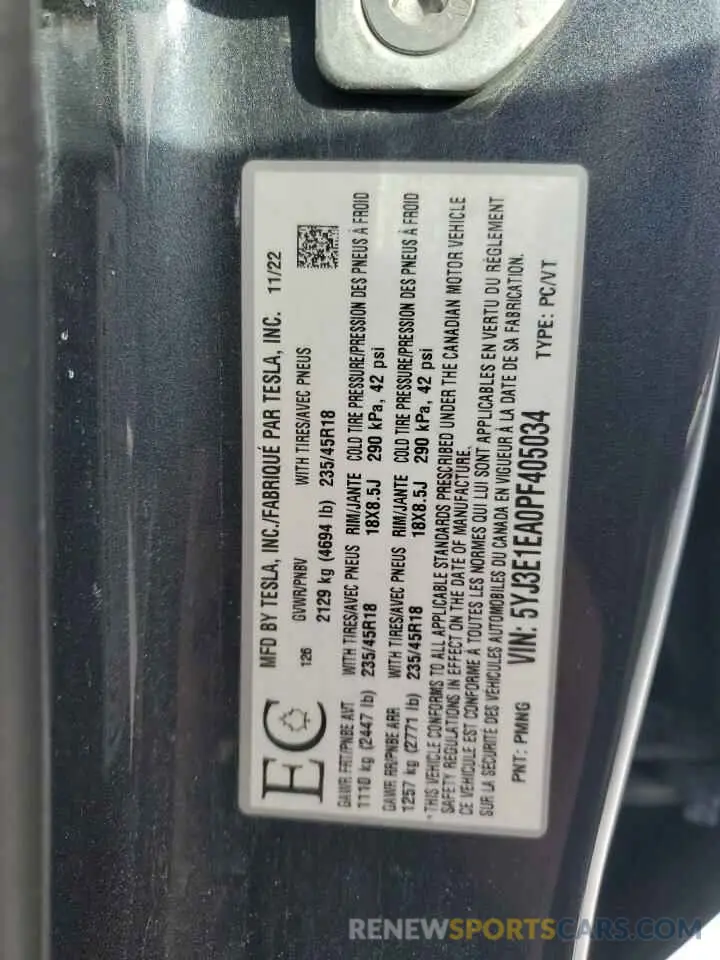 MFD BY TESLA, INC./FABRIQUÉ PAR TESLA, INC. 11/22
126 GVWR/PNBV WITH TIRES/AVEC PNEUS
2129 kg (4694 lb) 235/45R18
EC
GAWR FRT/PNBE AVT WITH TIRES/AVEC PNEUS RIM/JANTE COLD TIRE PRESSURE/PRESSION DES PNEUS À FROID
1110 kg (2447 lb) 235/45R18 18X8.5J 290 kPa, 42 psi
GAWR RR/PNBE ARR WITH TIRES/AVEC PNEUS RIM/JANTE COLD TIRE PRESSURE/PRESSION DES PNEUS À FROID
1257 kg (2771 lb) 235/45R18 18X8.5J 290 kPa, 42 psi
*THIS VEHICLE CONFORMS TO ALL APPLICABLE STANDARDS PRESCRIBED UNDER THE CANADIAN MOTOR VEHICLE
SAFETY REGULATIONS IN EFFECT ON THE DATE OF MANUFACTURE.
CE VEHICULE EST CONFORME À TOUTES LES NORMES QUI LUI SONT APPLICABLES EN VERTU DU RÈGLEMENT
SUR LA SÉCURITÉ DES VÉHICULES AUTOMOBILES DU CANADA EN VIGUEUR À LA DATE DE SA FABRICATION.
PNT: PMNG VIN: 5YJ3E1EA0PF405034 TYPE: PC/VT
RENEWSPORTSCARS.COM